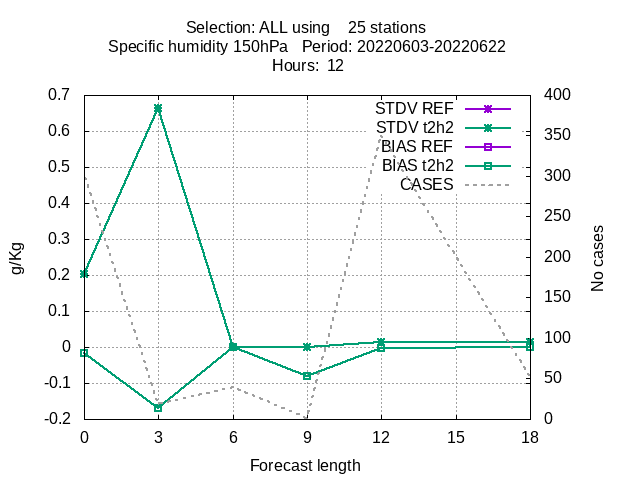 Selection: ALL using    25 stations
Specific humidity 150hPa   Period: 20220603-20220622
Hours: 12
0.7
0.6
0.5
0.4
0.3
0.2
0.1
0
-0.1
-0.2
g/Kg
STDV REF
STDV t2h2
BIAS REF
BIAS t2h2
CASES
400
350
300
250
200
150
100
50
0
No cases
0 3 6 9 12 15 18
Forecast length